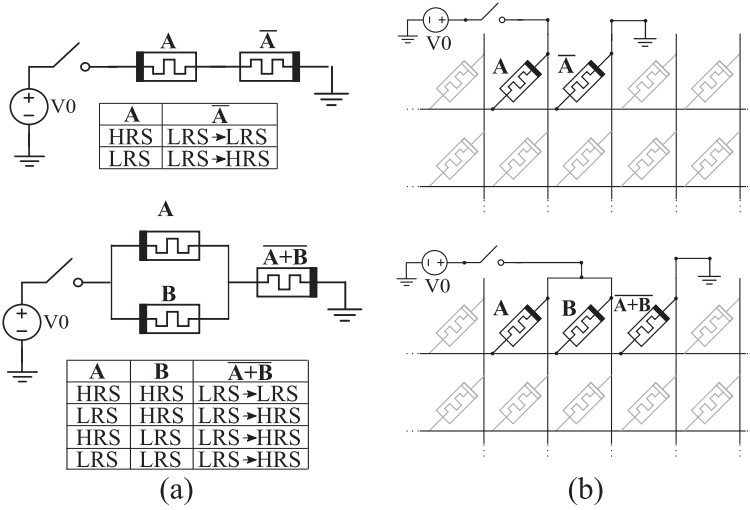 A A̅
V0
A A̅
HRS LRS→LRS
LRS LRS→HRS
V0
A A̅
A
B
A̅+̅B̅
V0
A B A̅+̅B̅
HRS HRS LRS→LRS
LRS HRS LRS→HRS
HRS LRS LRS→HRS
LRS LRS LRS→HRS
V0
A B A̅+̅B̅
(a) (b)